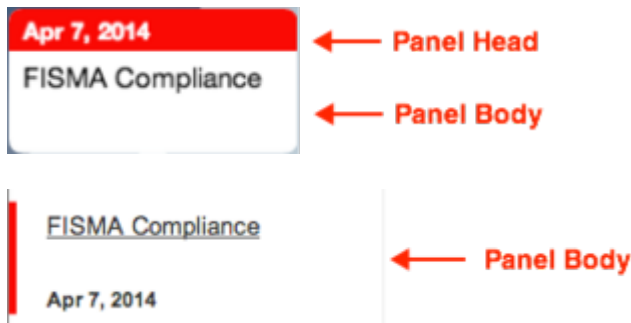 Apr 7, 2014
Panel Head
FISMA Compliance
Panel Body
FISMA Compliance
Panel Body
Apr 7, 2014